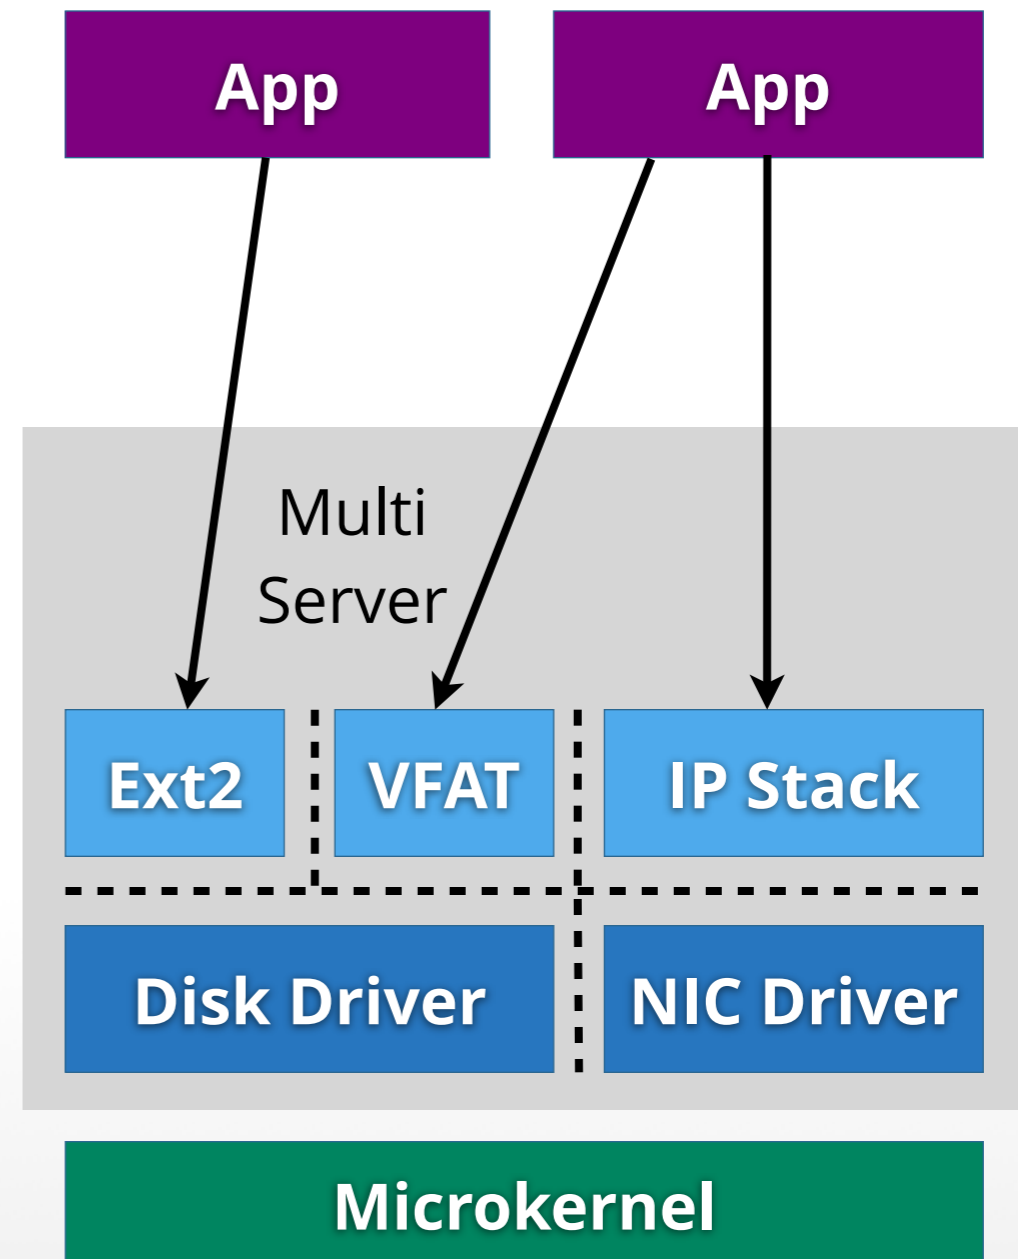 App
App
Multi
Server
Ext2
VFAT
IP Stack
Disk Driver
NIC Driver
Microkernel